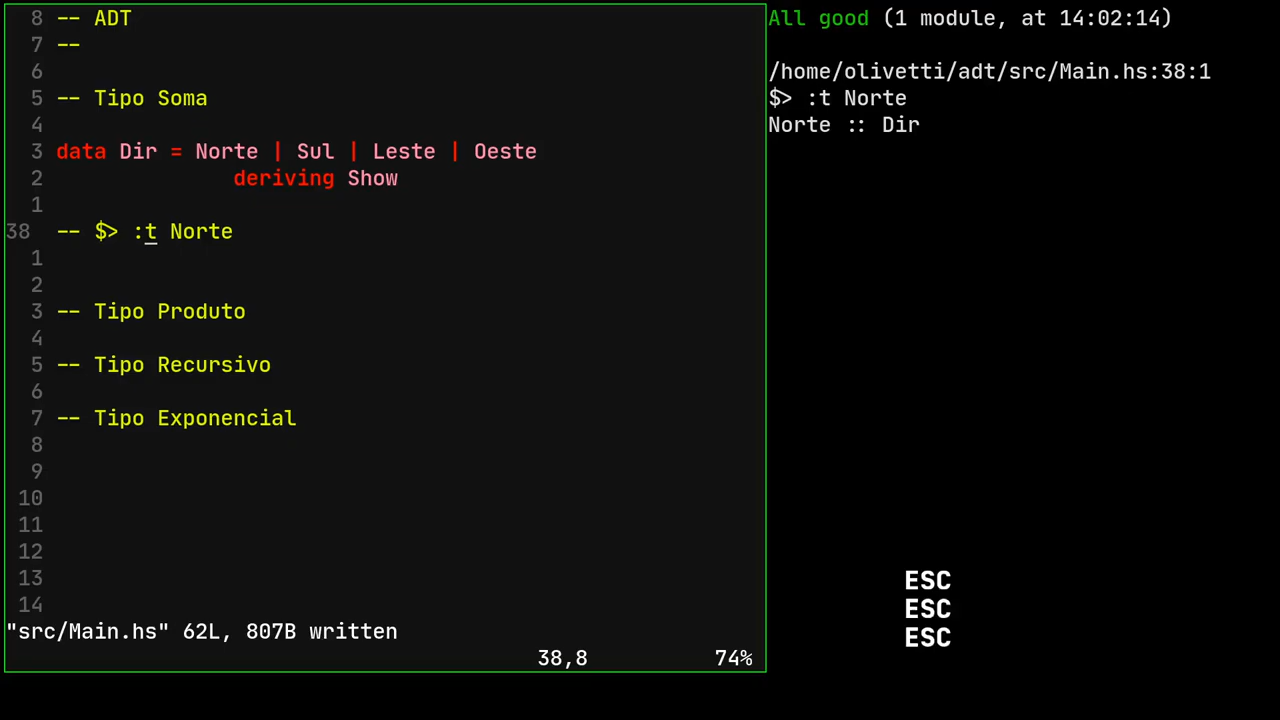 8 -- ADT
7 --
6
5 -- Tipo Soma
4
3 data Dir = Norte | Sul | Leste | Oeste
2 deriving Show
1
38 -- $> :t Norte
1
2
3 -- Tipo Produto
4
5 -- Tipo Recursivo
6
7 -- Tipo Exponencial
8
9
10
11
12
13
14
"src/Main.hs" 62L, 807B written
38,8 74%
All good (1 module, at 14:02:14)
/home/olivetti/adt/src/Main.hs:38:1
$> :t Norte
Norte :: Dir
ESC
ESC
ESC